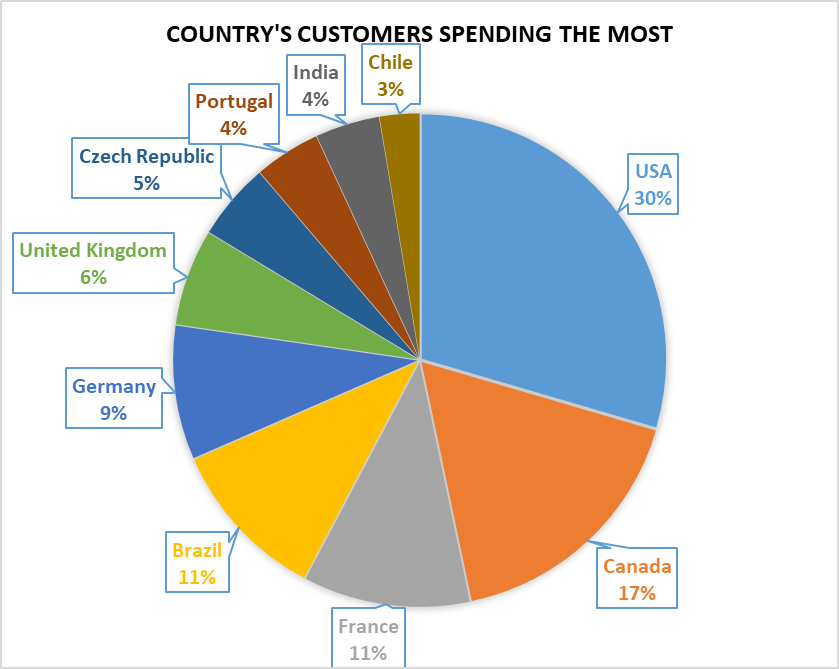 COUNTRY'S CUSTOMERS SPENDING THE MOST
Chile
3%
India
4%
Portugal
4%
Czech Republic
5%
USA
30%
United Kingdom
6%
Germany
9%
Brazil
11%
Canada
17%
France
11%